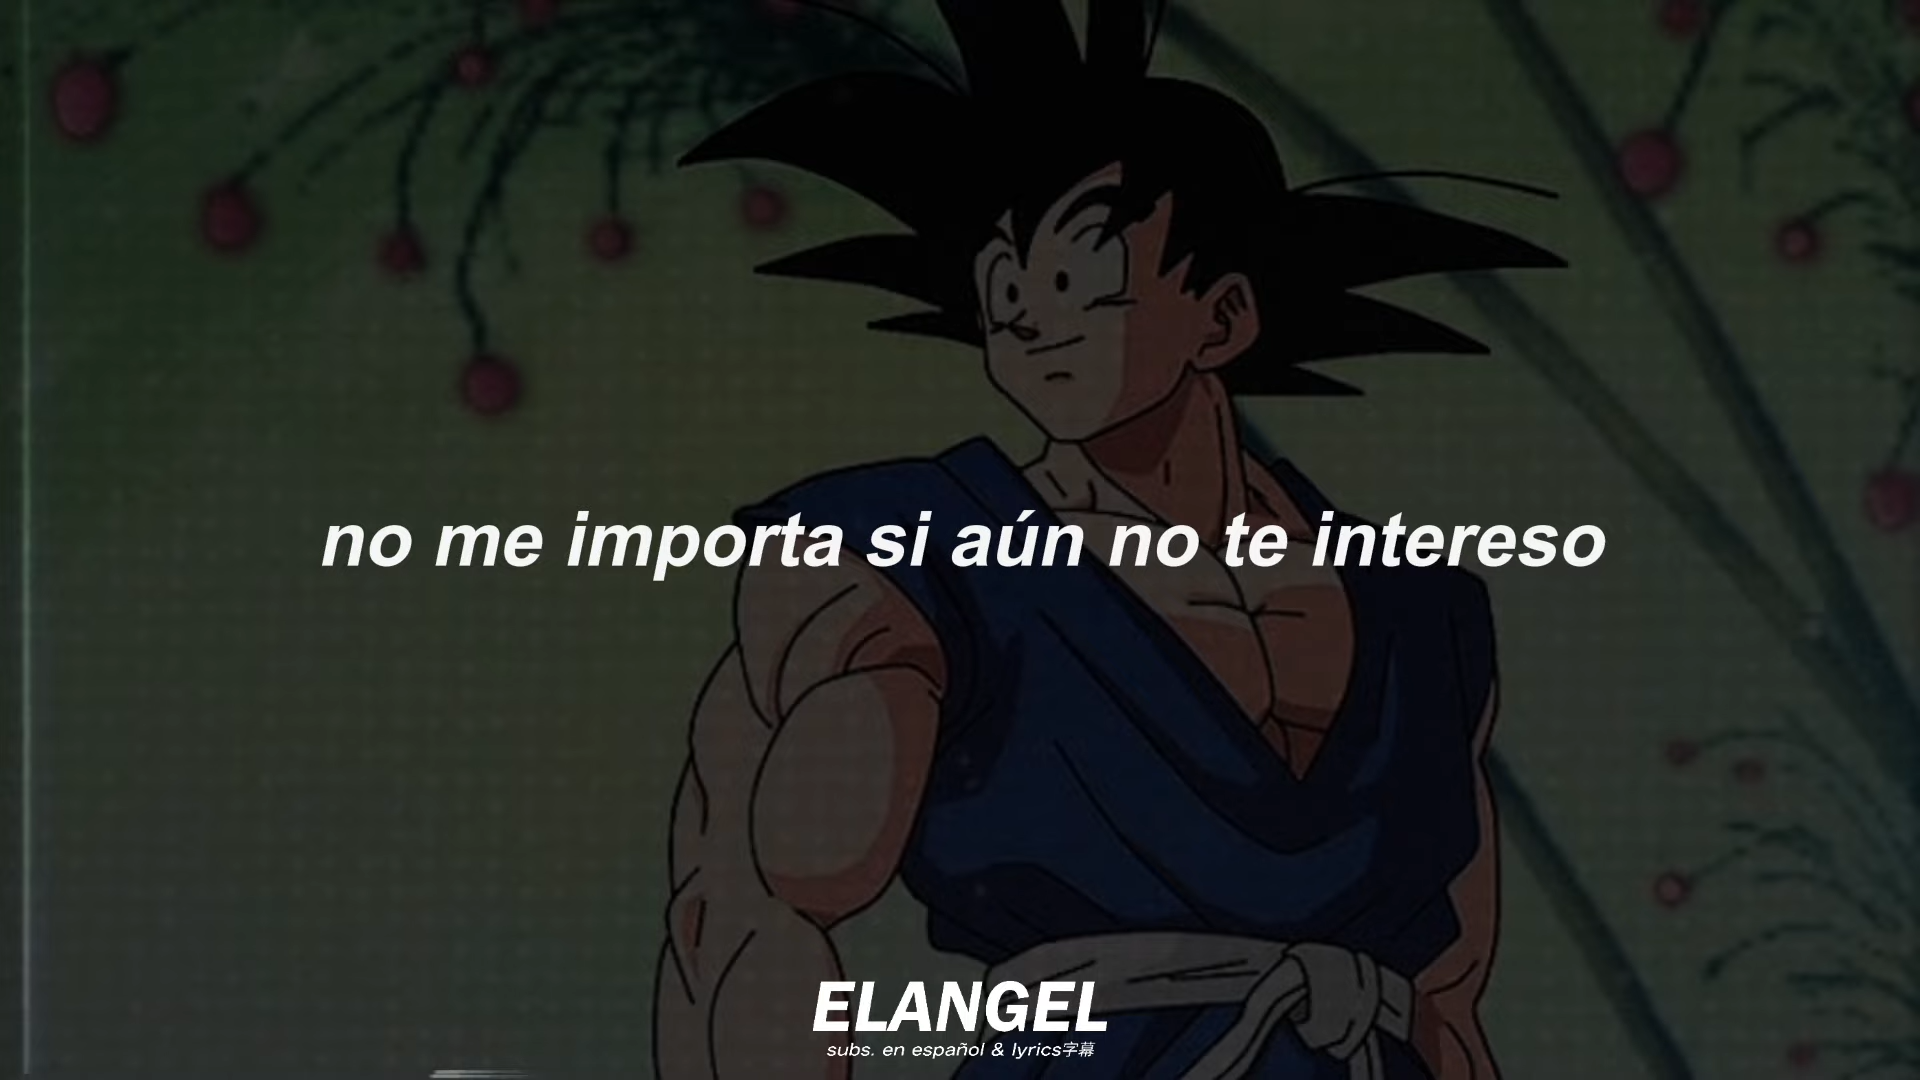 no me importa si aún no te intereso
ELANGEL
subs. en español & lyrics字幕